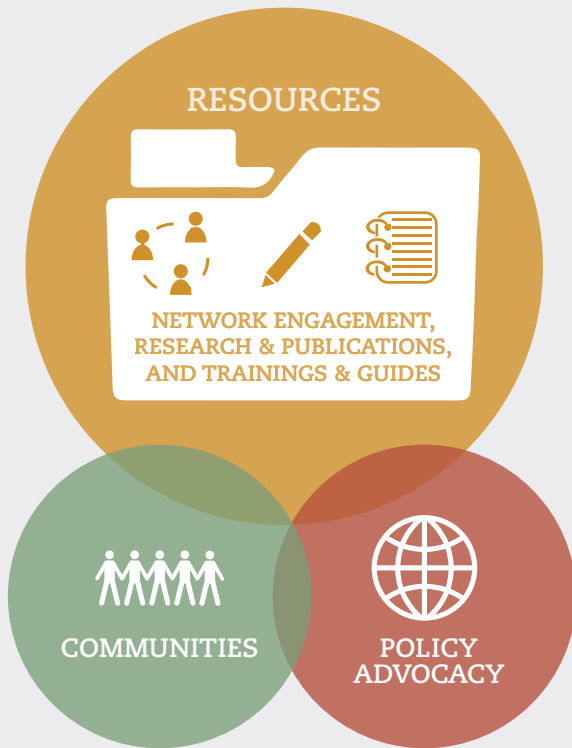 RESOURCES
NETWORK ENGAGEMENT,
RESEARCH & PUBLICATIONS,
AND TRAININGS & GUIDES
COMMUNITIES
POLICY
ADVOCACY